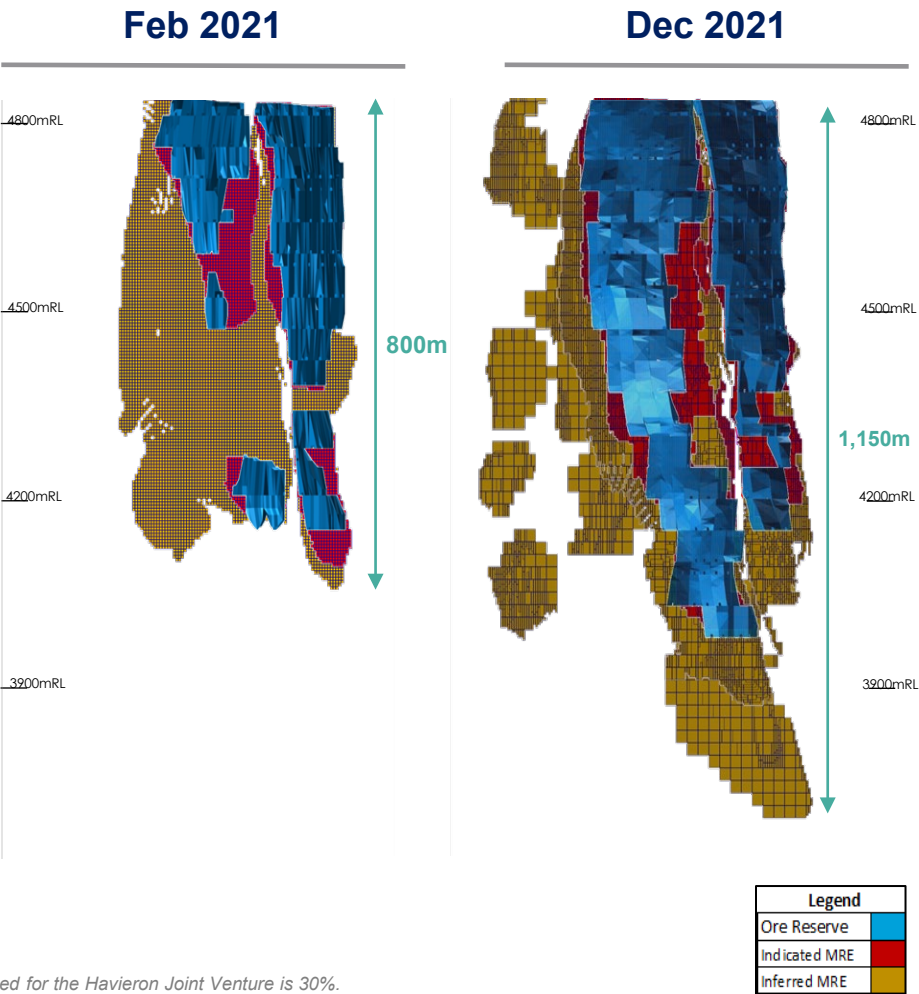 Feb 2021
Dec 2021
4800mRL
4500mRL
4200mRL
3900mRL
800m
4800mRL
4500mRL
4200mRL
3900mRL
1,150m
Legend
Ore Reserve
Indicated MRE
Inferred MRE
ed for the Havieron Joint Venture is 30%.